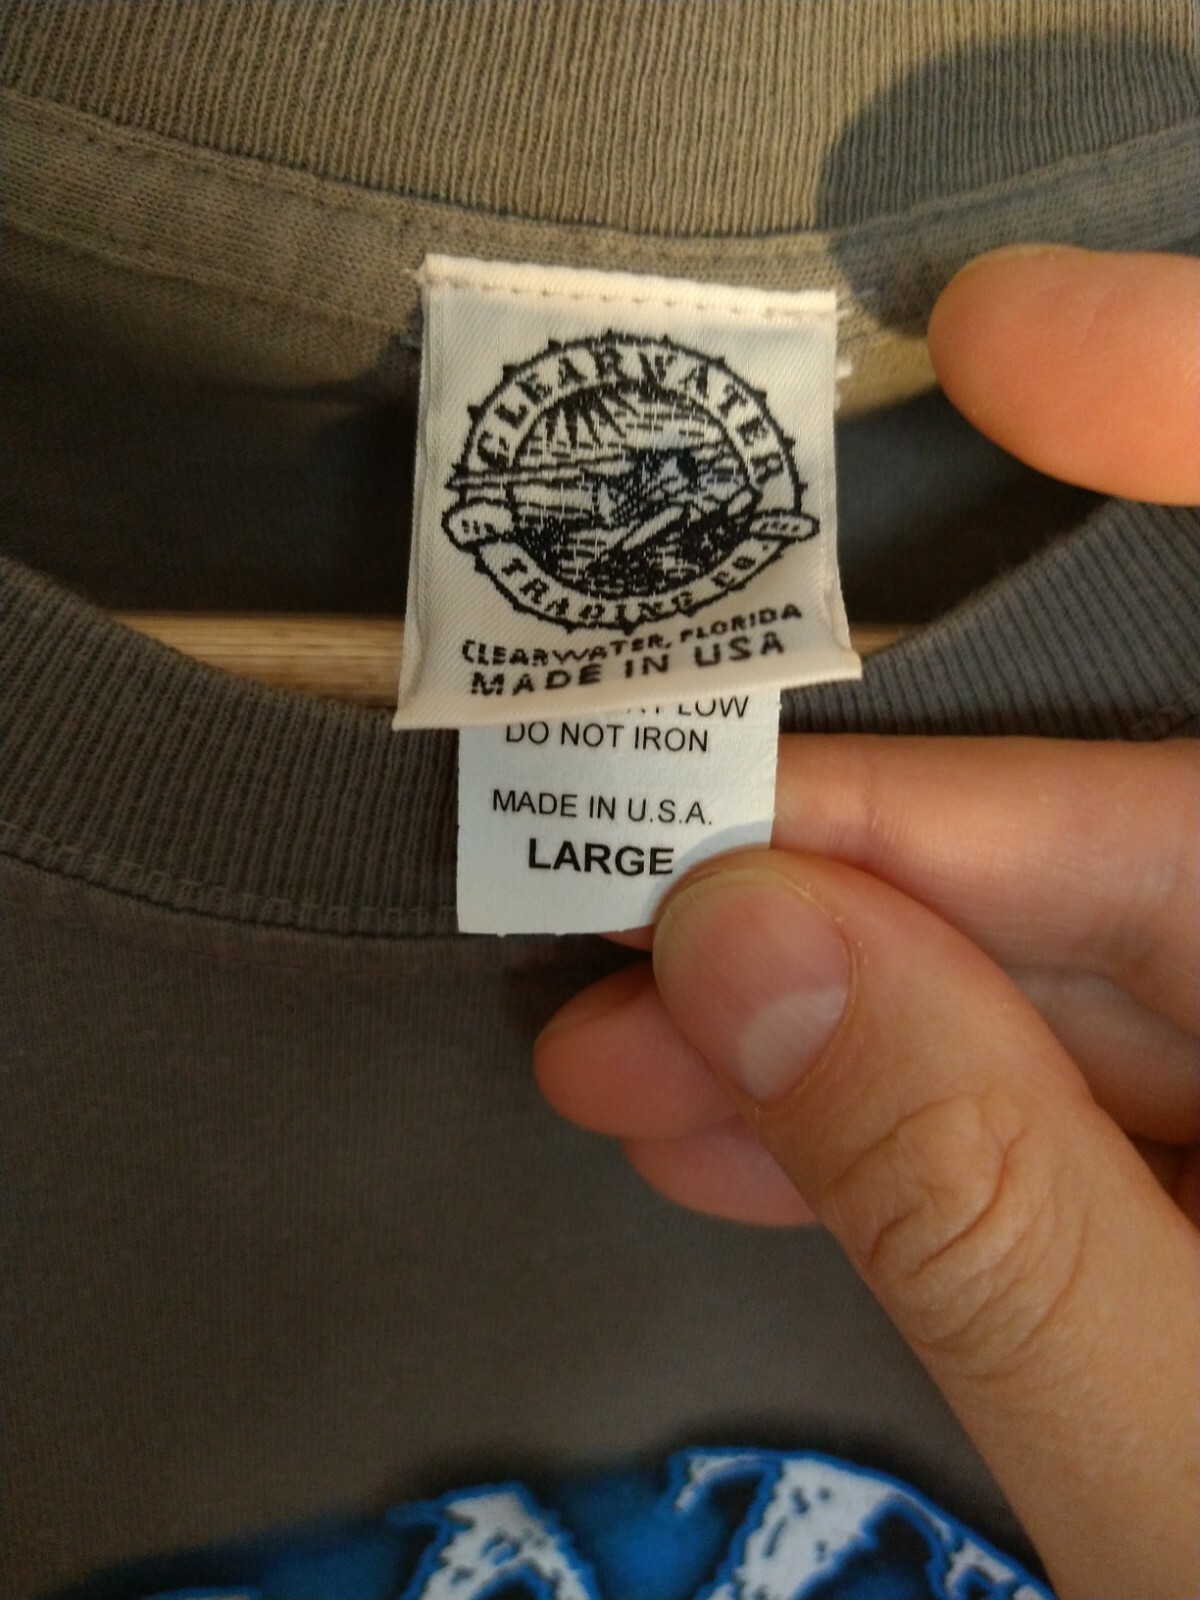 CLEARWATER
TRADING CO.
CLEARWATER, FLORIDA
MADE IN USA
LOW
DO NOT IRON
MADE IN U.S.A.
LARGE